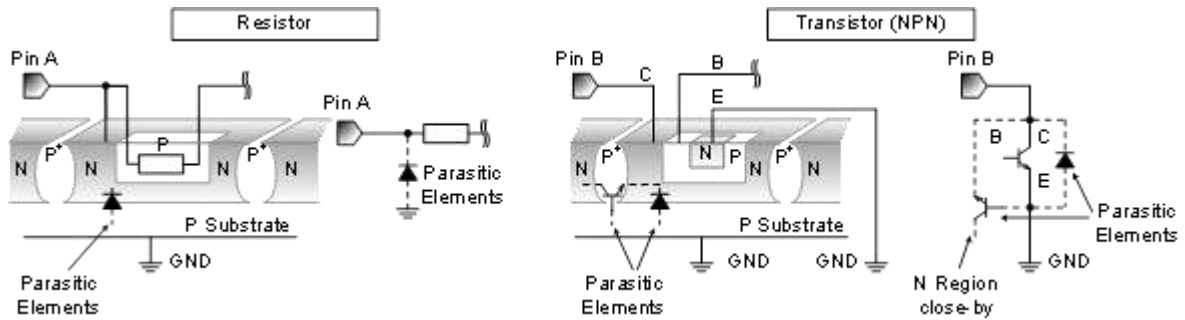 Resistor
Transistor (NPN)
Pin A
Pin B
C
B
E
Pin B
Pin A
B
C
E
N
P+
N
P
N
P+
N
Parasitic
Elements
N
P+
N
N
P
P+
N
P Substrate
GND
Parasitic
Elements
P Substrate
GND
GND
Parasitic
Elements
Parasitic
Elements
GND
N Region
close-by